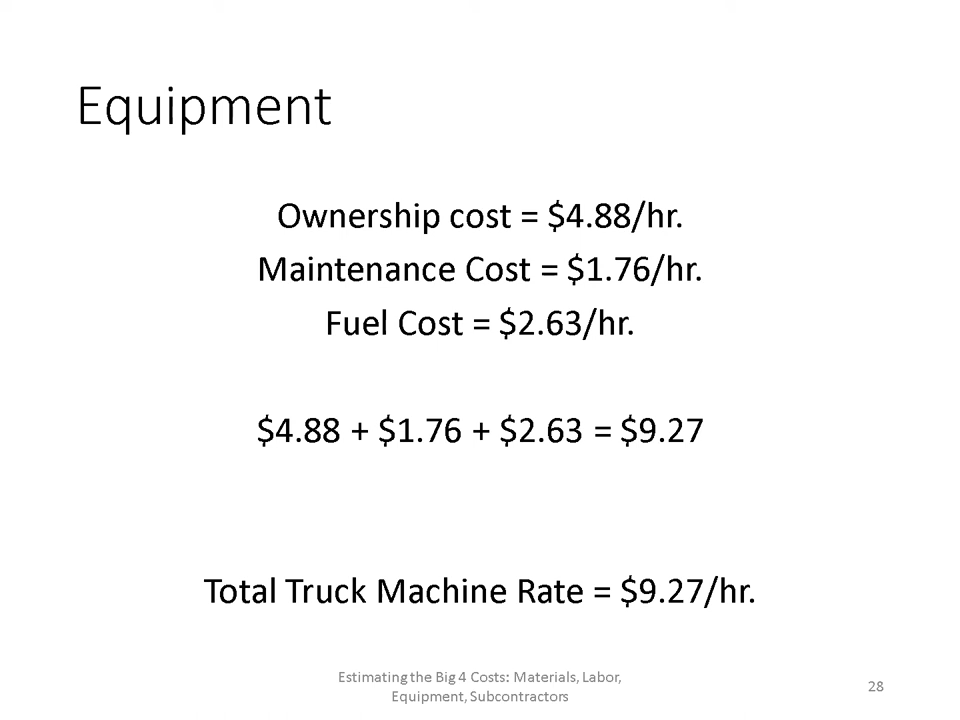 Equipment
Ownership cost = $4.88/hr.
Maintenance Cost = $1.76/hr.
Fuel Cost = $2.63/hr.
$4.88 + $1.76 + $2.63 = $9.27
Total Truck Machine Rate = $9.27/hr.
Estimating the Big 4 Costs: Materials, Labor,
Equipment, Subcontractors
28